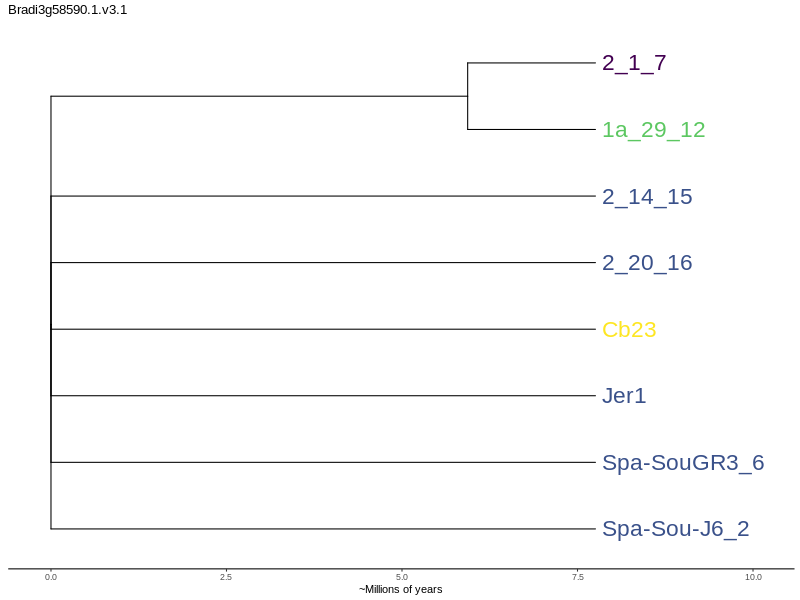 Bradi3g58590.1.v3.1
2_1_7
1a_29_12
2_14_15
2_20_16
Cb23
Jer1
Spa-SouGR3_6
Spa-Sou-J6_2
0.0 2.5 5.0 7.5 10.0
~Millions of years